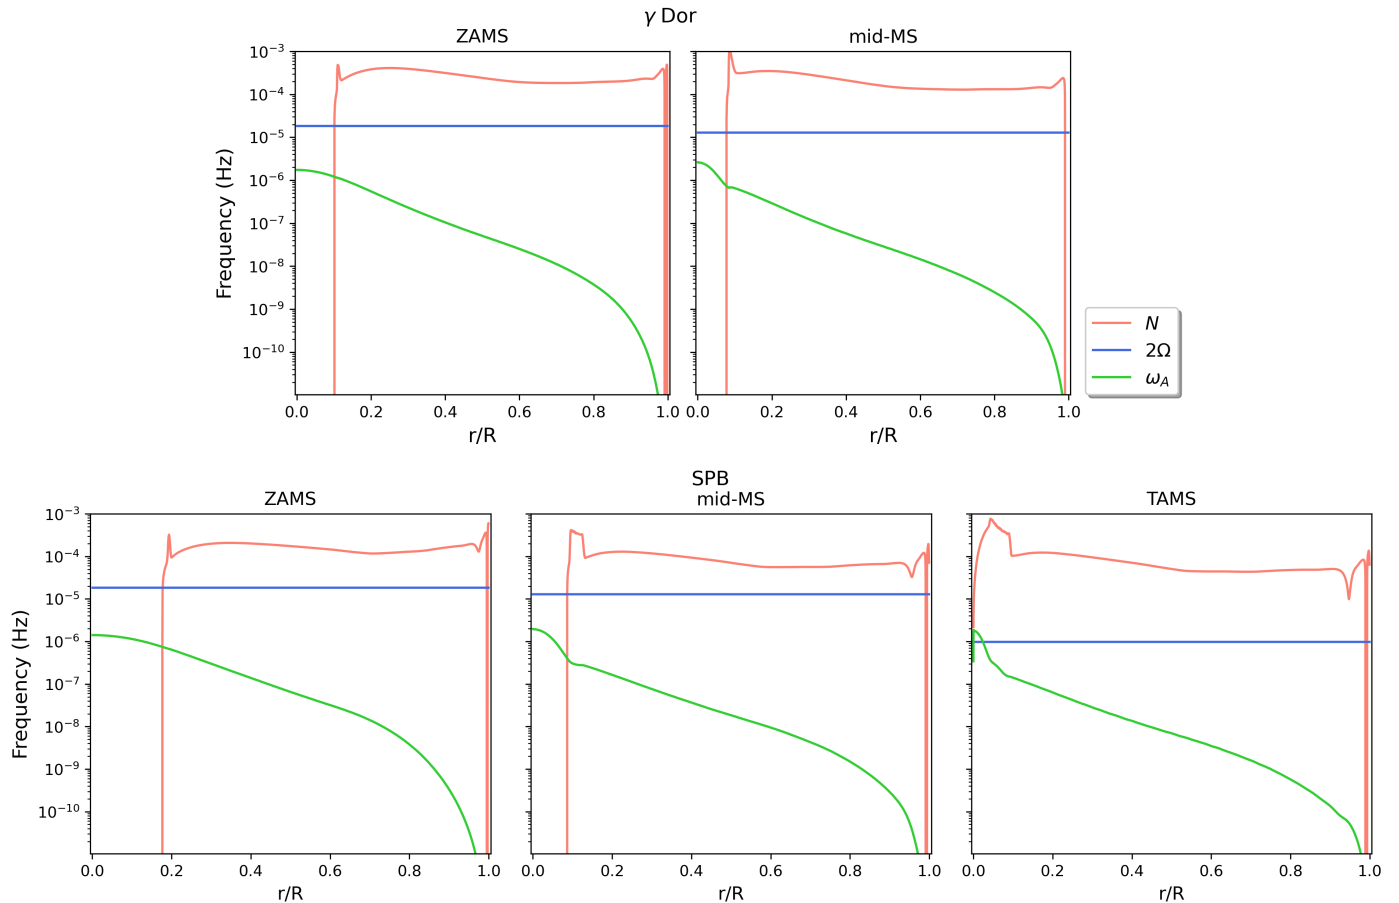 γ Dor
ZAMS
mid-MS
Frequency (Hz)
10⁻³
10⁻⁴
10⁻⁵
10⁻⁶
10⁻⁷
10⁻⁸
10⁻⁹
10⁻¹⁰
0.0 0.2 0.4 0.6 0.8 1.0
r/R
0.0 0.2 0.4 0.6 0.8 1.0
r/R
N
2Ω
ω_A
SPB
ZAMS
mid-MS
TAMS
Frequency (Hz)
10⁻³
10⁻⁴
10⁻⁵
10⁻⁶
10⁻⁷
10⁻⁸
10⁻⁹
10⁻¹⁰
0.0 0.2 0.4 0.6 0.8 1.0
r/R
0.0 0.2 0.4 0.6 0.8 1.0
r/R
0.0 0.2 0.4 0.6 0.8 1.0
r/R